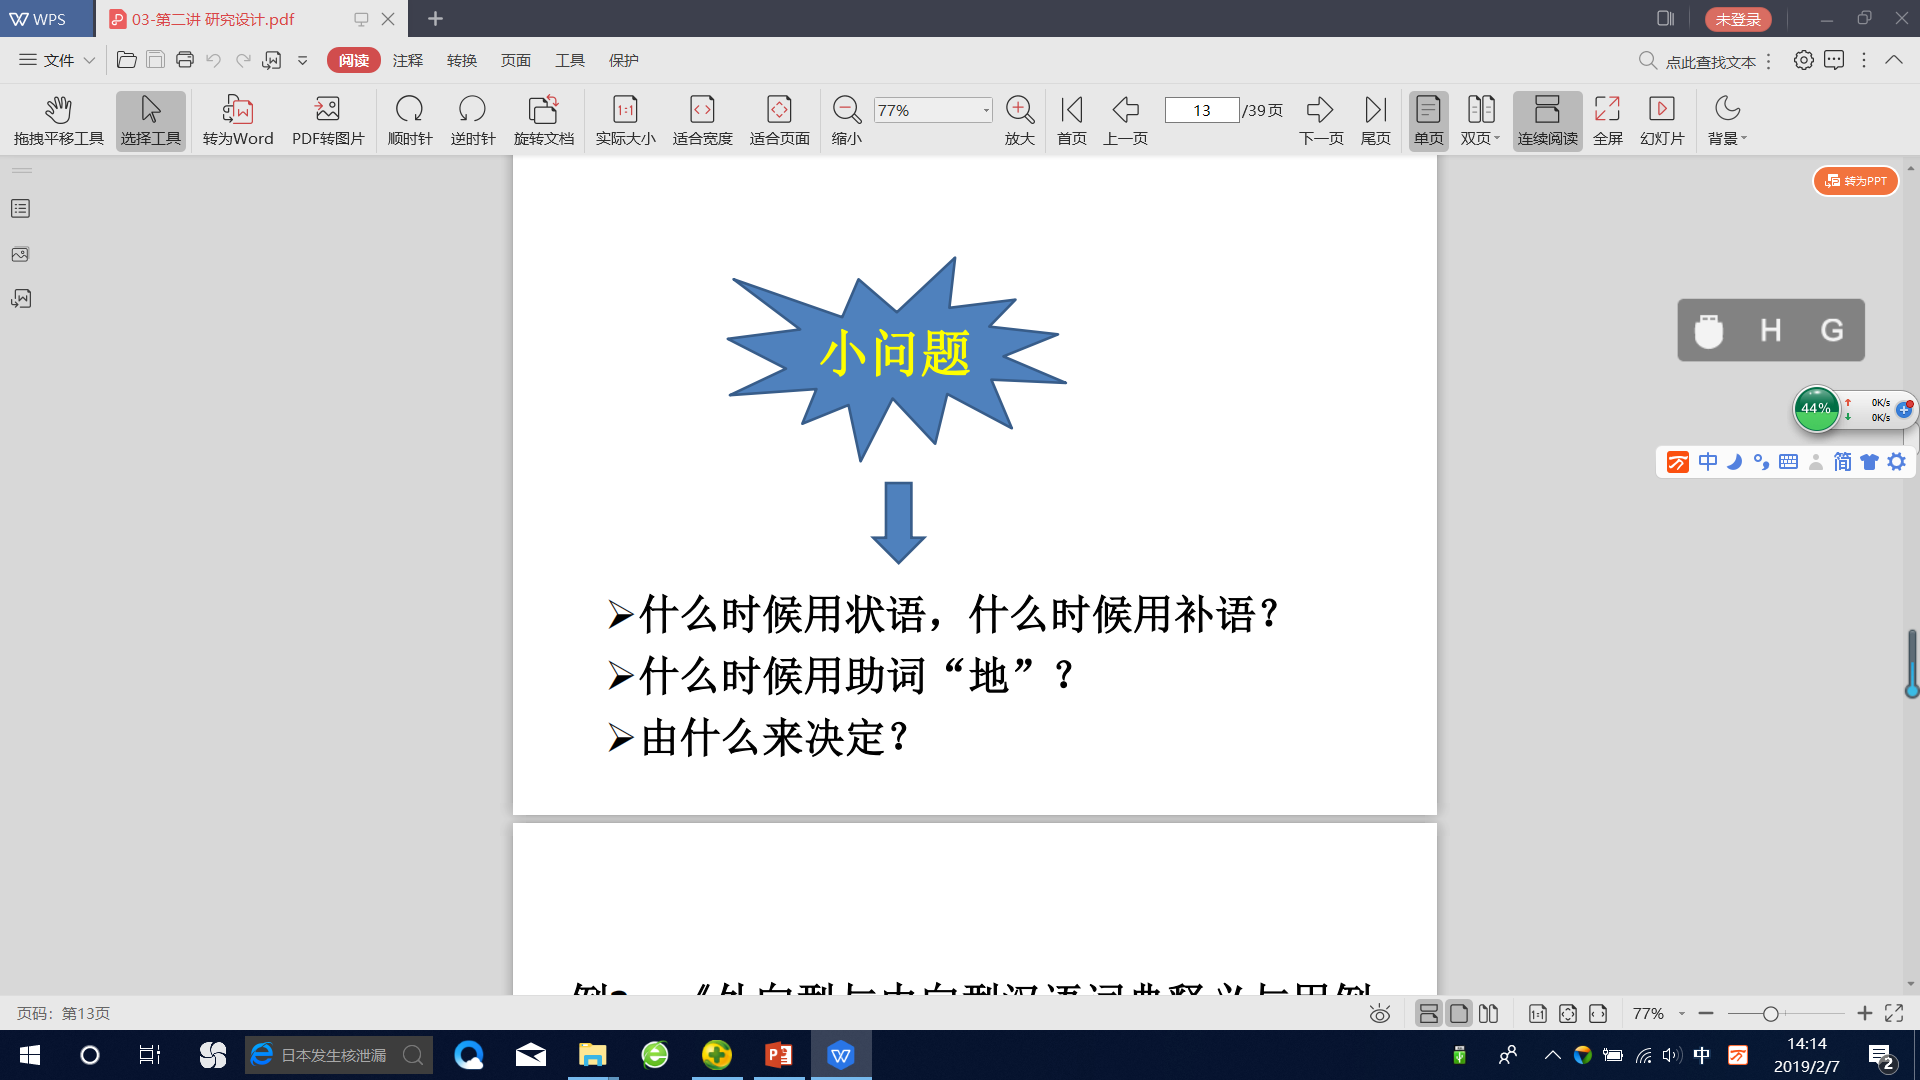 WPS
03-第二讲 研究设计.pdf
未登录
文件
阅读
注释
转换
页面
工具
保护
点此查找文本
拖拽平移工具
选择工具
转为Word
PDF转图片
顺时针
逆时针
旋转文档
1:1
实际大小
适合宽度
适合页面
缩小
77%
放大
首页
上一页
13
/39页
下一页
尾页
单页
双页
连续阅读
全屏
幻灯片
背景
转为PPT
小问题
H G
44%
0K/s
0K/s
中
简
➢什么时候用状语，什么时候用补语？
➢什么时候用助词“地”？
➢由什么来决定？
页码：第13页
1:1
77%
日本发生核泄漏
中
14:14
2019/2/7
2